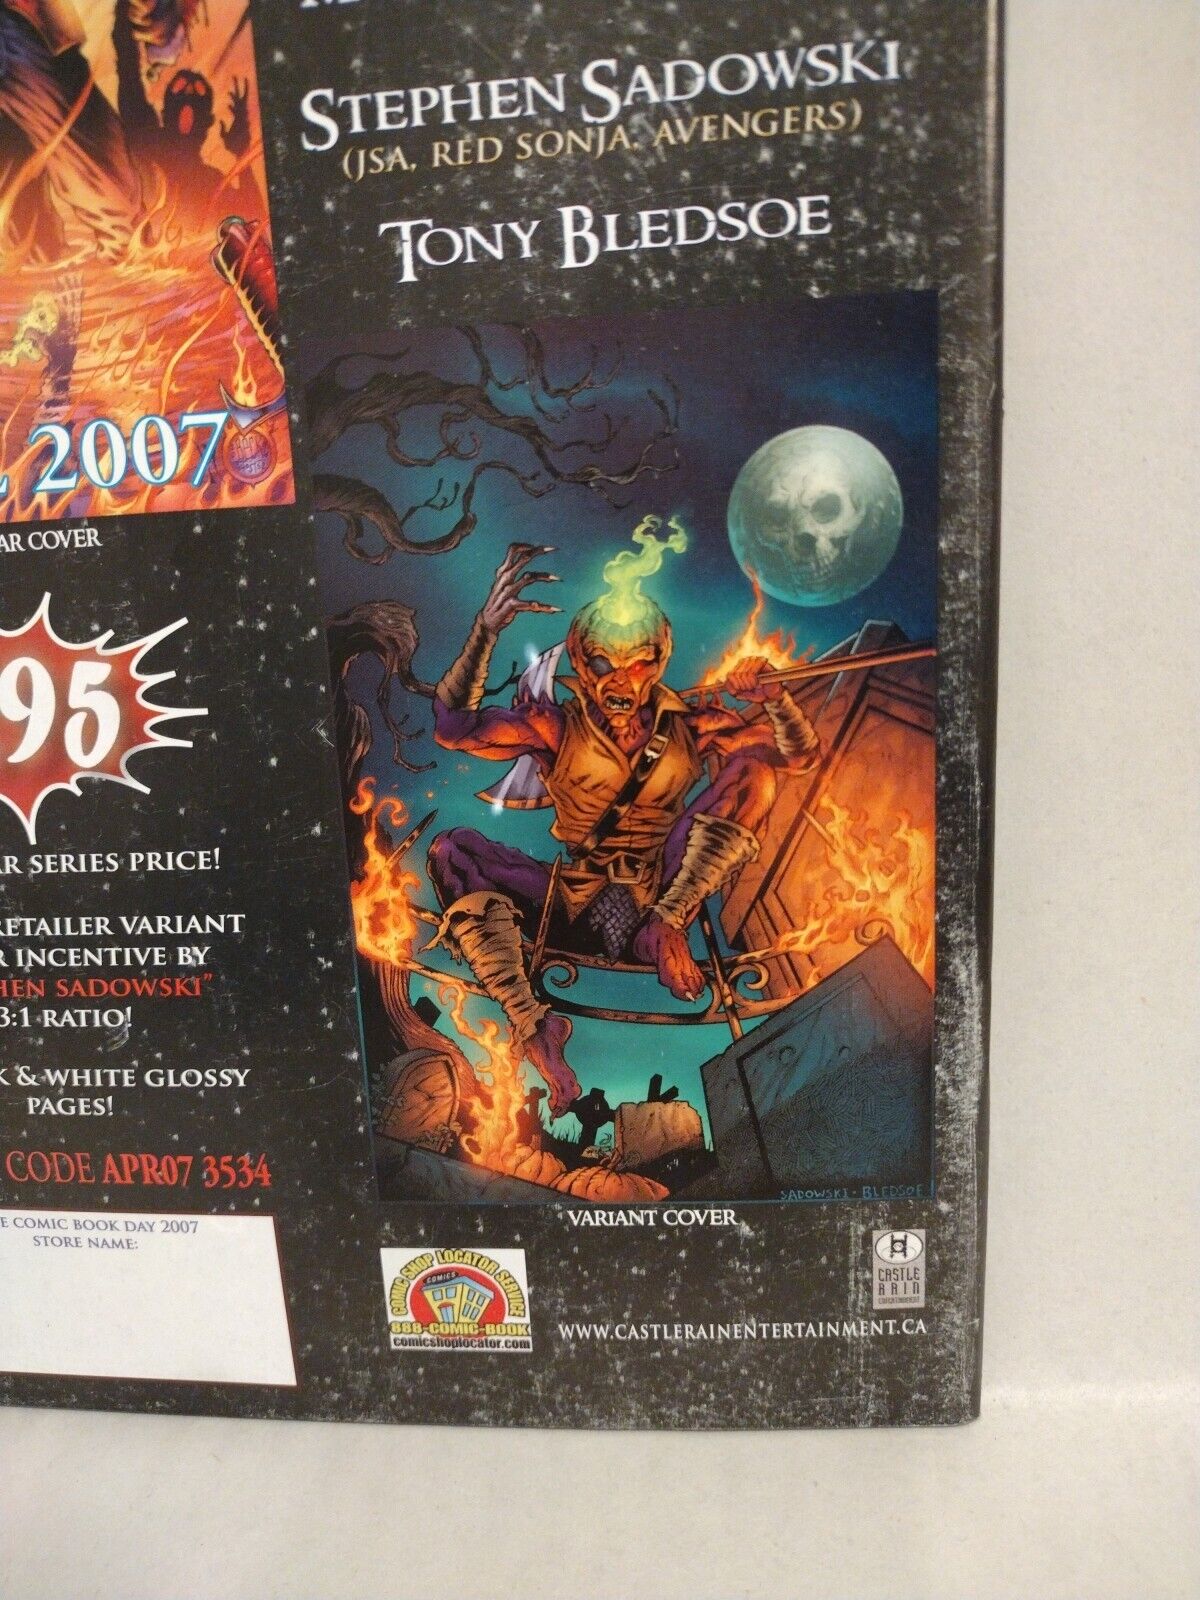 STEPHEN SADOWSKI
(JSA, RED SONJA, AVENGERS)
TONY BLEDSOE
2007
AR COVER
95
AR SERIES PRICE!
RETAILER VARIANT
R INCENTIVE BY
HEN SADOWSKI"
3:1 RATIO!
K & WHITE GLOSSY
PAGES!
CODE APR07 3534
E COMIC BOOK DAY 2007
STORE NAME:
SADOWSKI · BLEDSOE
VARIANT COVER
COMIC SHOP LOCATOR SERVICE
COMICS
888-COMIC-BOOK
comicshoplocator.com
CASTLE
RAIN
ENTERTAINMENT
WWW.CASTLERAINENTERTAINMENT.CA